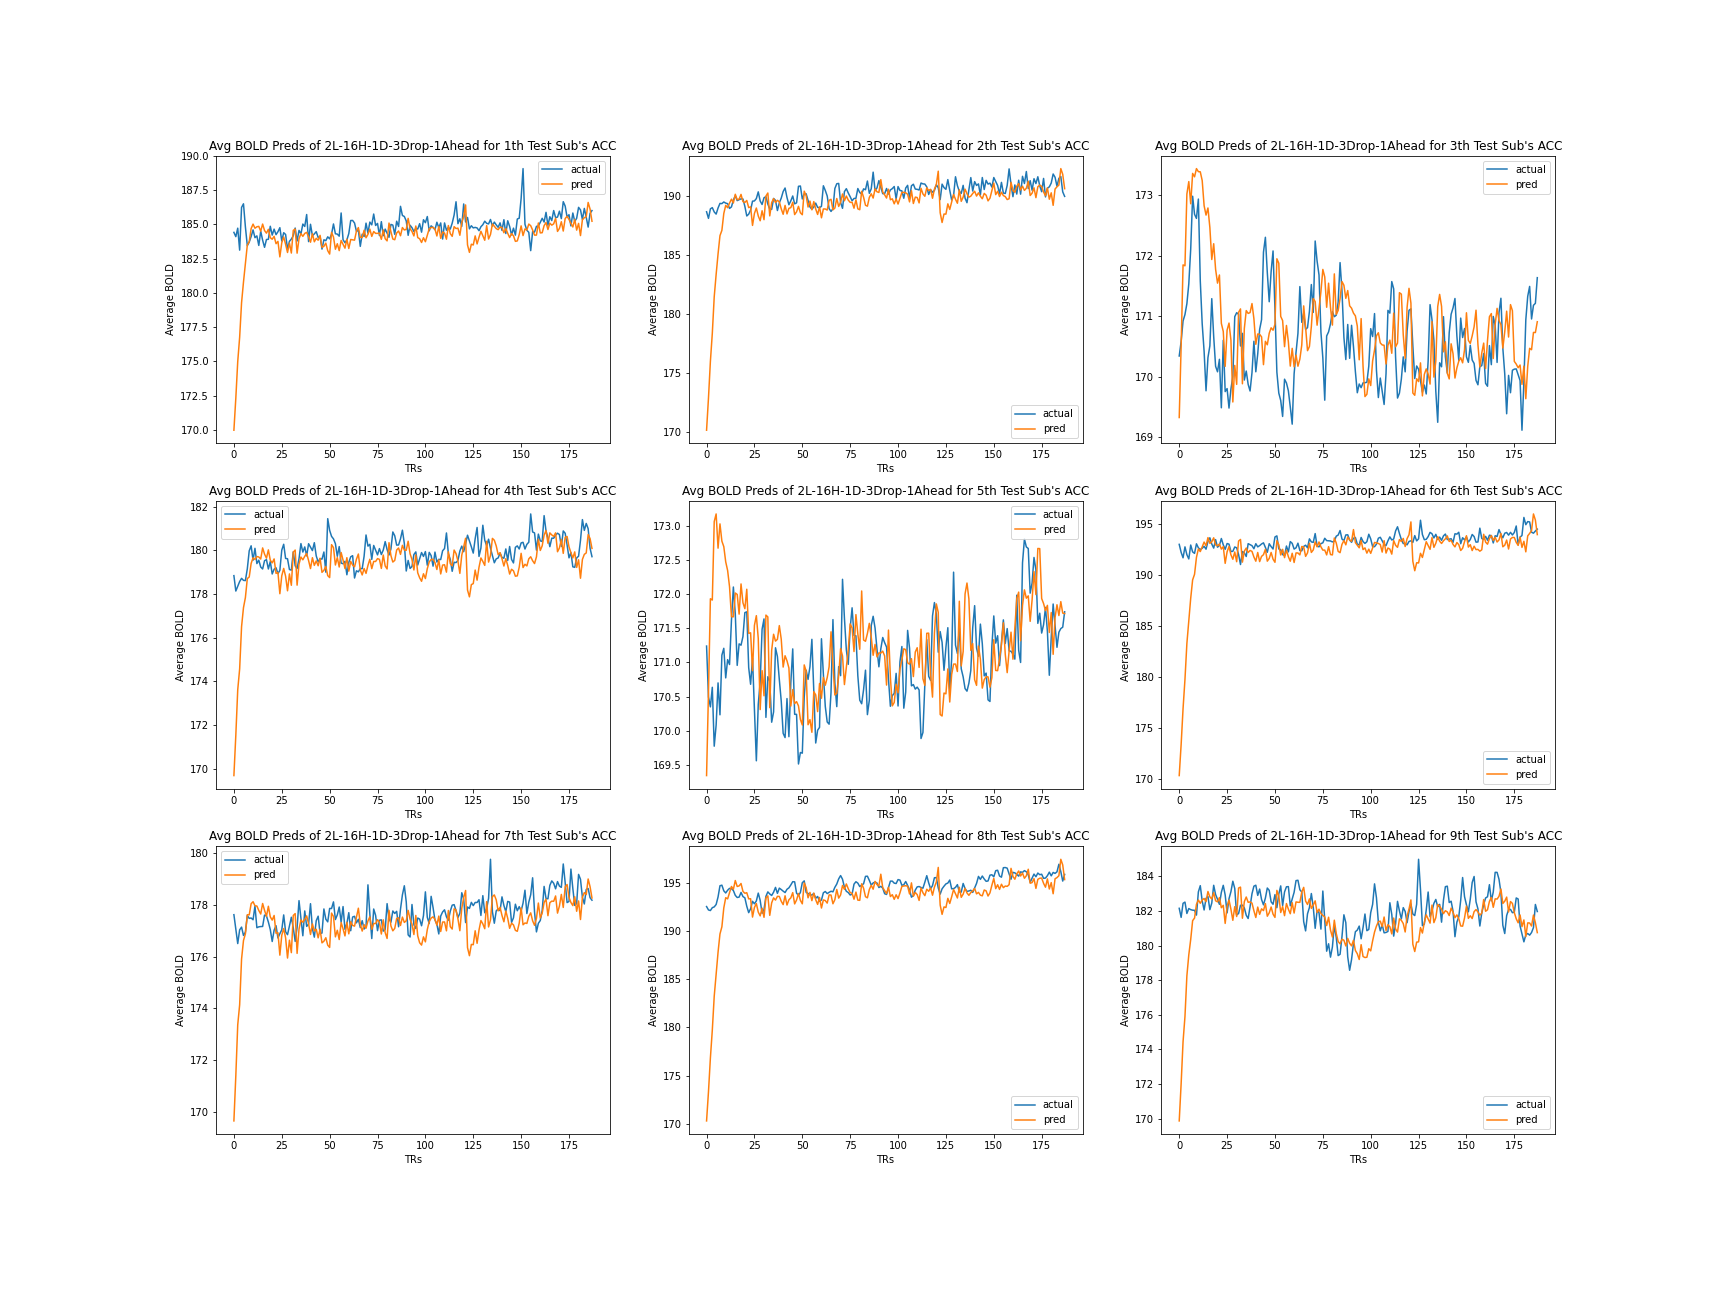 Avg BOLD Preds of 2L-16H-1D-3Drop-1Ahead for 1th Test Sub's ACC
190.0
187.5
185.0
182.5
180.0
177.5
175.0
172.5
170.0
Average BOLD
actual
pred
0 25 50 75 100 125 150 175
TRs
Avg BOLD Preds of 2L-16H-1D-3Drop-1Ahead for 2th Test Sub's ACC
190
185
180
175
170
Average BOLD
actual
pred
0 25 50 75 100 125 150 175
TRs
Avg BOLD Preds of 2L-16H-1D-3Drop-1Ahead for 3th Test Sub's ACC
173
172
171
170
169
Average BOLD
actual
pred
0 25 50 75 100 125 150 175
TRs
Avg BOLD Preds of 2L-16H-1D-3Drop-1Ahead for 4th Test Sub's ACC
182
180
178
176
174
172
170
Average BOLD
actual
pred
0 25 50 75 100 125 150 175
TRs
Avg BOLD Preds of 2L-16H-1D-3Drop-1Ahead for 5th Test Sub's ACC
173.0
172.5
172.0
171.5
171.0
170.5
170.0
169.5
Average BOLD
actual
pred
0 25 50 75 100 125 150 175
TRs
Avg BOLD Preds of 2L-16H-1D-3Drop-1Ahead for 6th Test Sub's ACC
195
190
185
180
175
170
Average BOLD
actual
pred
0 25 50 75 100 125 150 175
TRs
Avg BOLD Preds of 2L-16H-1D-3Drop-1Ahead for 7th Test Sub's ACC
180
178
176
174
172
170
Average BOLD
actual
pred
0 25 50 75 100 125 150 175
TRs
Avg BOLD Preds of 2L-16H-1D-3Drop-1Ahead for 8th Test Sub's ACC
195
190
185
180
175
170
Average BOLD
actual
pred
0 25 50 75 100 125 150 175
TRs
Avg BOLD Preds of 2L-16H-1D-3Drop-1Ahead for 9th Test Sub's ACC
184
182
180
178
176
174
172
170
Average BOLD
actual
pred
0 25 50 75 100 125 150 175
TRs